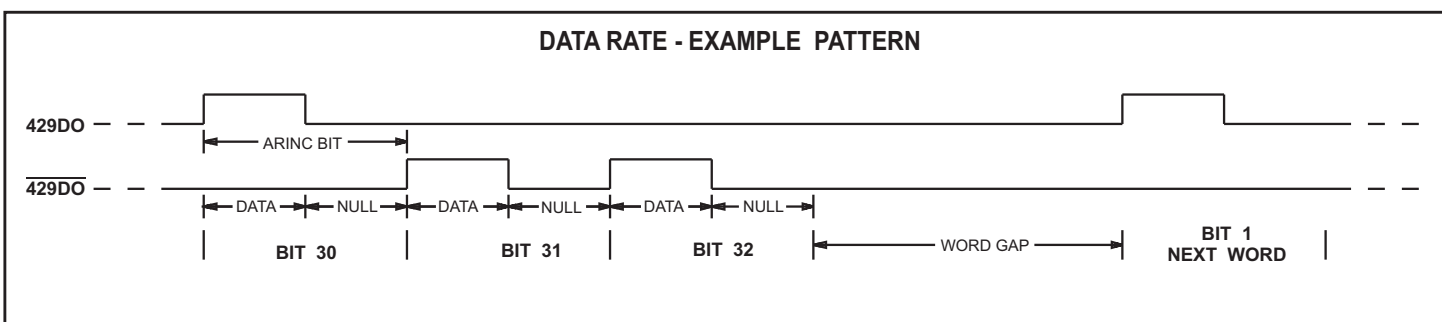 DATA RATE - EXAMPLE PATTERN
429DO
ARINC BIT
429DO
DATA NULL DATA NULL DATA NULL
BIT 30 BIT 31 BIT 32 WORD GAP BIT 1
NEXT WORD